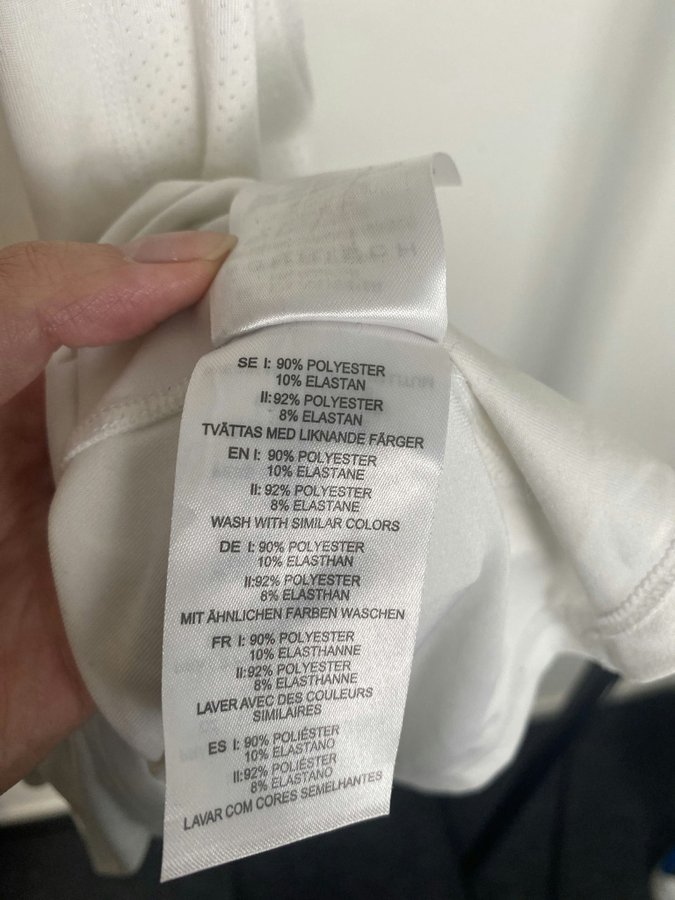 SE I: 90% POLYESTER
10% ELASTAN
II:92% POLYESTER
8% ELASTAN
TVÄTTAS MED LIKNANDE FÄRGER
EN I: 90% POLYESTER
10% ELASTANE
II: 92% POLYESTER
8% ELASTANE
WASH WITH SIMILAR COLORS
DE I: 90% POLYESTER
10% ELASTHAN
II:92% POLYESTER
8% ELASTHAN
MIT ÄHNLICHEN FARBEN WASCHEN
FR I: 90% POLYESTER
10% ELASTHANNE
II:92% POLYESTER
8% ELASTHANNE
LAVER AVEC DES COULEURS
SIMILAIRES
ES I: 90% POLIÉSTER
10% ELASTANO
II:92% POLIÉSTER
8% ELASTANO
LAVAR COM CORES SEMELHANTES